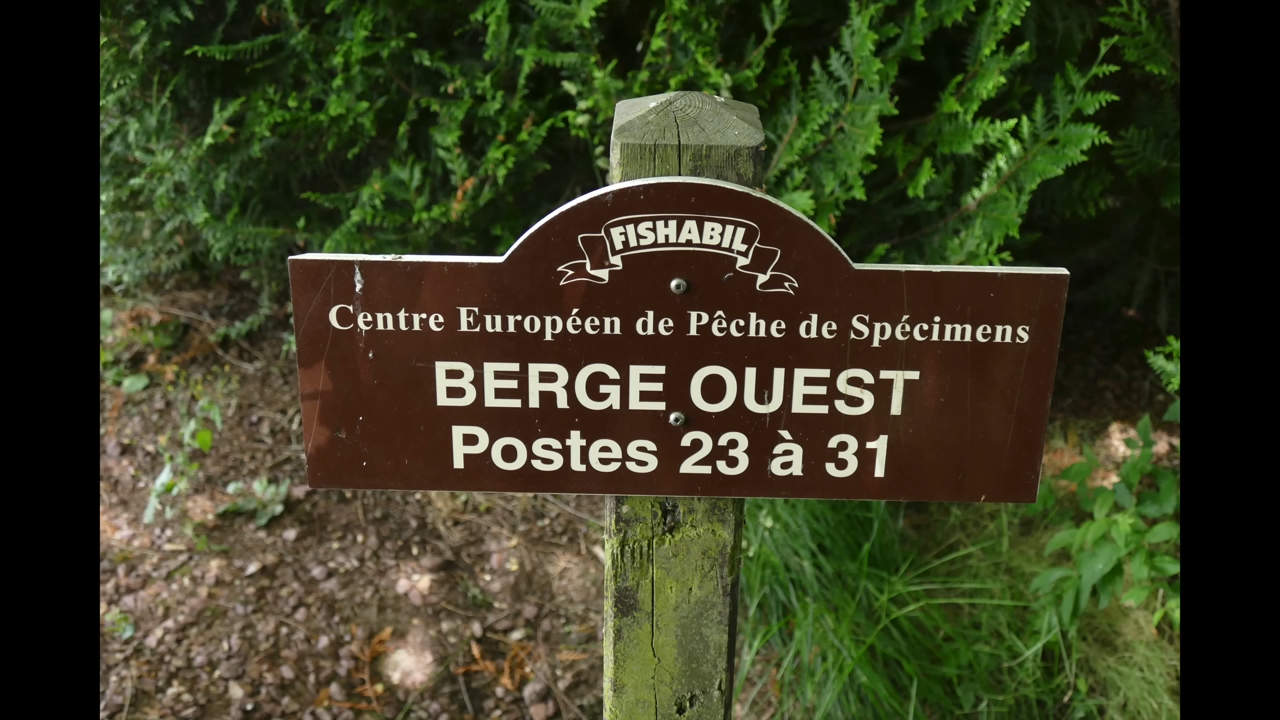 FISHABIL
Centre Européen de Pêche de Spécimens
BERGE OUEST
Postes 23 à 31